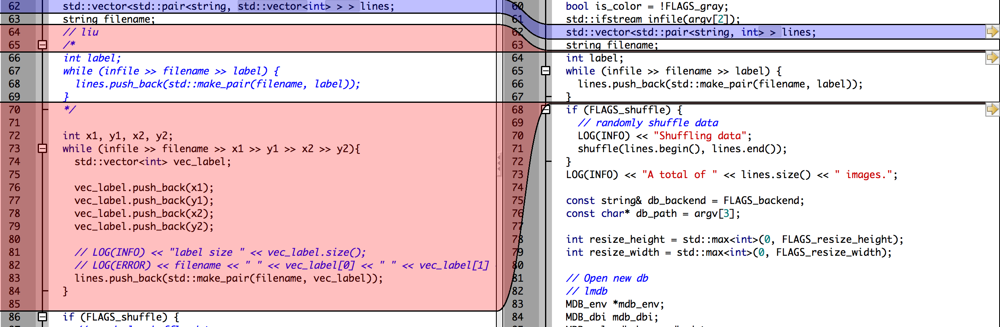 62 std::vector<std::pair<string, std::vector<int> > > lines;
63 string filename;
64 // liu
65 /*
66 int label;
67 while (infile >> filename >> label) {
68 lines.push_back(std::make_pair(filename, label));
69 }
70 */
71
72 int x1, y1, x2, y2;
73 while (infile >> filename >> x1 >> y1 >> x2 >> y2){
74 std::vector<int> vec_label;
75
76 vec_label.push_back(x1);
77 vec_label.push_back(y1);
78 vec_label.push_back(x2);
79 vec_label.push_back(y2);
80
81 // LOG(INFO) << "label size " << vec_label.size();
82 // LOG(ERROR) << filename << " " << vec_label[0] << " " << vec_label[1]
83 lines.push_back(std::make_pair(filename, vec_label));
84 }
85
86 if (FLAGS_shuffle) {
60 bool is_color = !FLAGS_gray;
61 std::ifstream infile(argv[2]);
62 std::vector<std::pair<string, int> > lines;
63 string filename;
64 int label;
65 while (infile >> filename >> label) {
66 lines.push_back(std::make_pair(filename, label));
67 }
68 if (FLAGS_shuffle) {
69 // randomly shuffle data
70 LOG(INFO) << "Shuffling data";
71 shuffle(lines.begin(), lines.end());
72 }
73 LOG(INFO) << "A total of " << lines.size() << " images.";
74
75 const string& db_backend = FLAGS_backend;
76 const char* db_path = argv[3];
77
78 int resize_height = std::max<int>(0, FLAGS_resize_height);
79 int resize_width = std::max<int>(0, FLAGS_resize_width);
80
81 // Open new db
82 // lmdb
83 MDB_env *mdb_env;
84 MDB_dbi mdb_dbi;